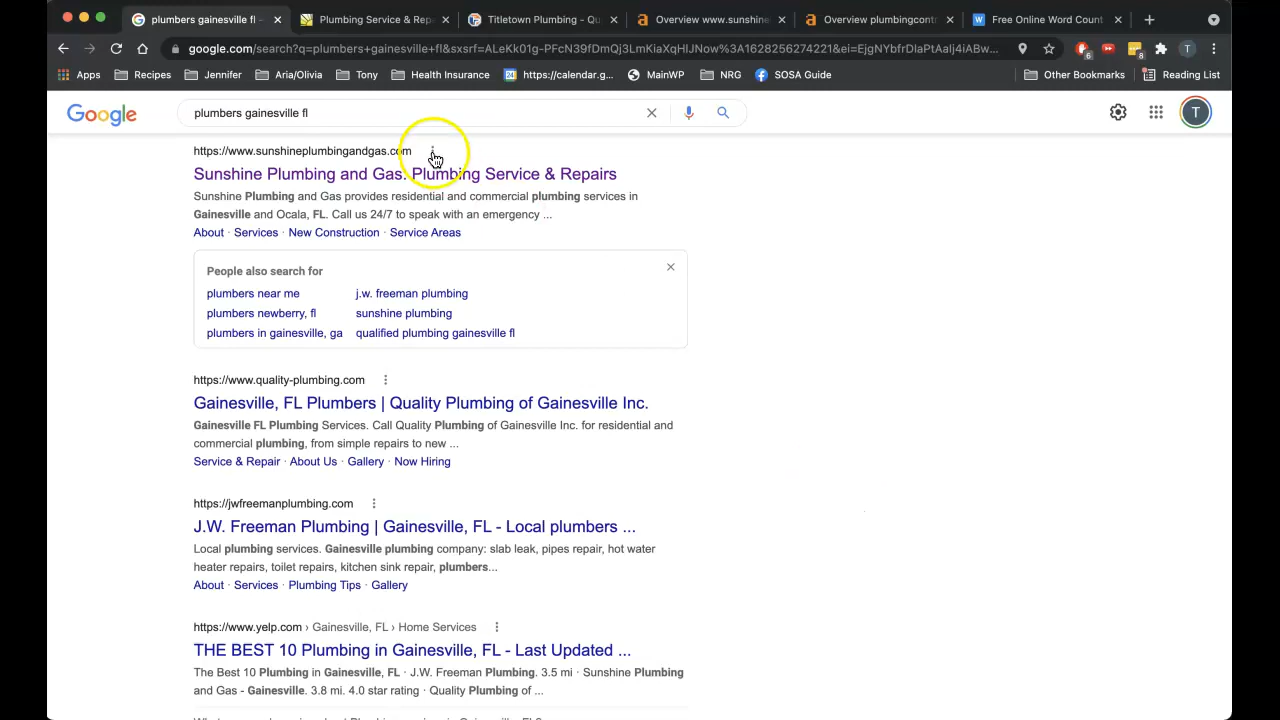 plumbers gainesville fl –
Plumbing Service & Repa
Titletown Plumbing - Qu
Overview www.sunshine
Overview plumbingcontr
Free Online Word Count
google.com/search?q=plumbers+gainesville+fl&sxsrf=ALeKk01g-PFcN39fDmQj3LmKiaXqHIJNow%3A1628256274221&ei=EjgNYbfrDIaPtAaIj4iABw...
6
8
T
Apps
Recipes
Jennifer
Aria/Olivia
Tony
Health Insurance
24
https://calendar.g...
MainWP
NRG
SOSA Guide
Other Bookmarks
Reading List
Google
plumbers gainesville fl
T
https://www.sunshineplumbingandgas.com
Sunshine Plumbing and Gas: Plumbing Service & Repairs
Sunshine Plumbing and Gas provides residential and commercial plumbing services in
Gainesville and Ocala, FL. Call us 24/7 to speak with an emergency ...
About · Services · New Construction · Service Areas
People also search for
plumbers near me
j.w. freeman plumbing
plumbers newberry, fl
sunshine plumbing
plumbers in gainesville, ga
qualified plumbing gainesville fl
https://www.quality-plumbing.com
Gainesville, FL Plumbers | Quality Plumbing of Gainesville Inc.
Gainesville FL Plumbing Services. Call Quality Plumbing of Gainesville Inc. for residential and
commercial plumbing, from simple repairs to new ...
Service & Repair · About Us · Gallery · Now Hiring
https://jwfreemanplumbing.com
J.W. Freeman Plumbing | Gainesville, FL - Local plumbers ...
Local plumbing services. Gainesville plumbing company: slab leak, pipes repair, hot water
heater repairs, toilet repairs, kitchen sink repair, plumbers...
About · Services · Plumbing Tips · Gallery
https://www.yelp.com › Gainesville, FL › Home Services
THE BEST 10 Plumbing in Gainesville, FL - Last Updated ...
The Best 10 Plumbing in Gainesville, FL · J.W. Freeman Plumbing. 3.5 mi · Sunshine Plumbing
and Gas - Gainesville. 3.8 mi. 4.0 star rating · Quality Plumbing of ...